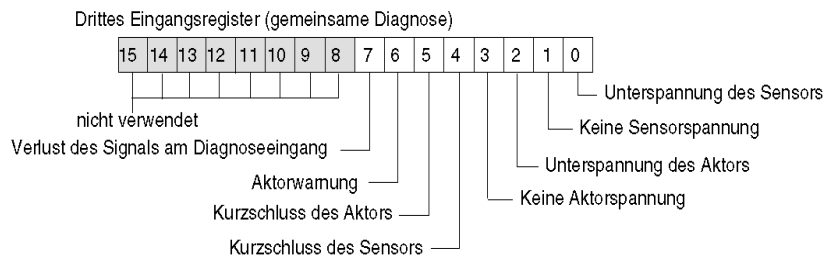 Drittes Eingangsregister (gemeinsame Diagnose)
15 14 13 12 11 10 9 8 7 6 5 4 3 2 1 0
Unterspannung des Sensors
nicht verwendet
Keine Sensorspannung
Verlust des Signals am Diagnoseeingang
Unterspannung des Aktors
Aktorwarnung
Keine Aktorspannung
Kurzschluss des Aktors
Kurzschluss des Sensors